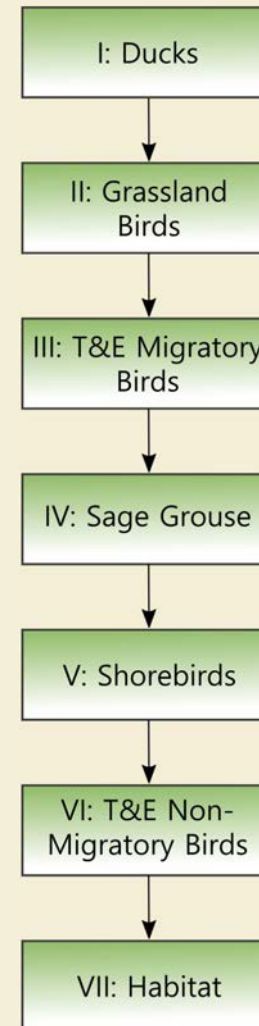 I: Ducks
II: Grassland
Birds
III: T&E Migratory
Birds
IV: Sage Grouse
V: Shorebirds
VI: T&E Non-
Migratory Birds
VII: Habitat